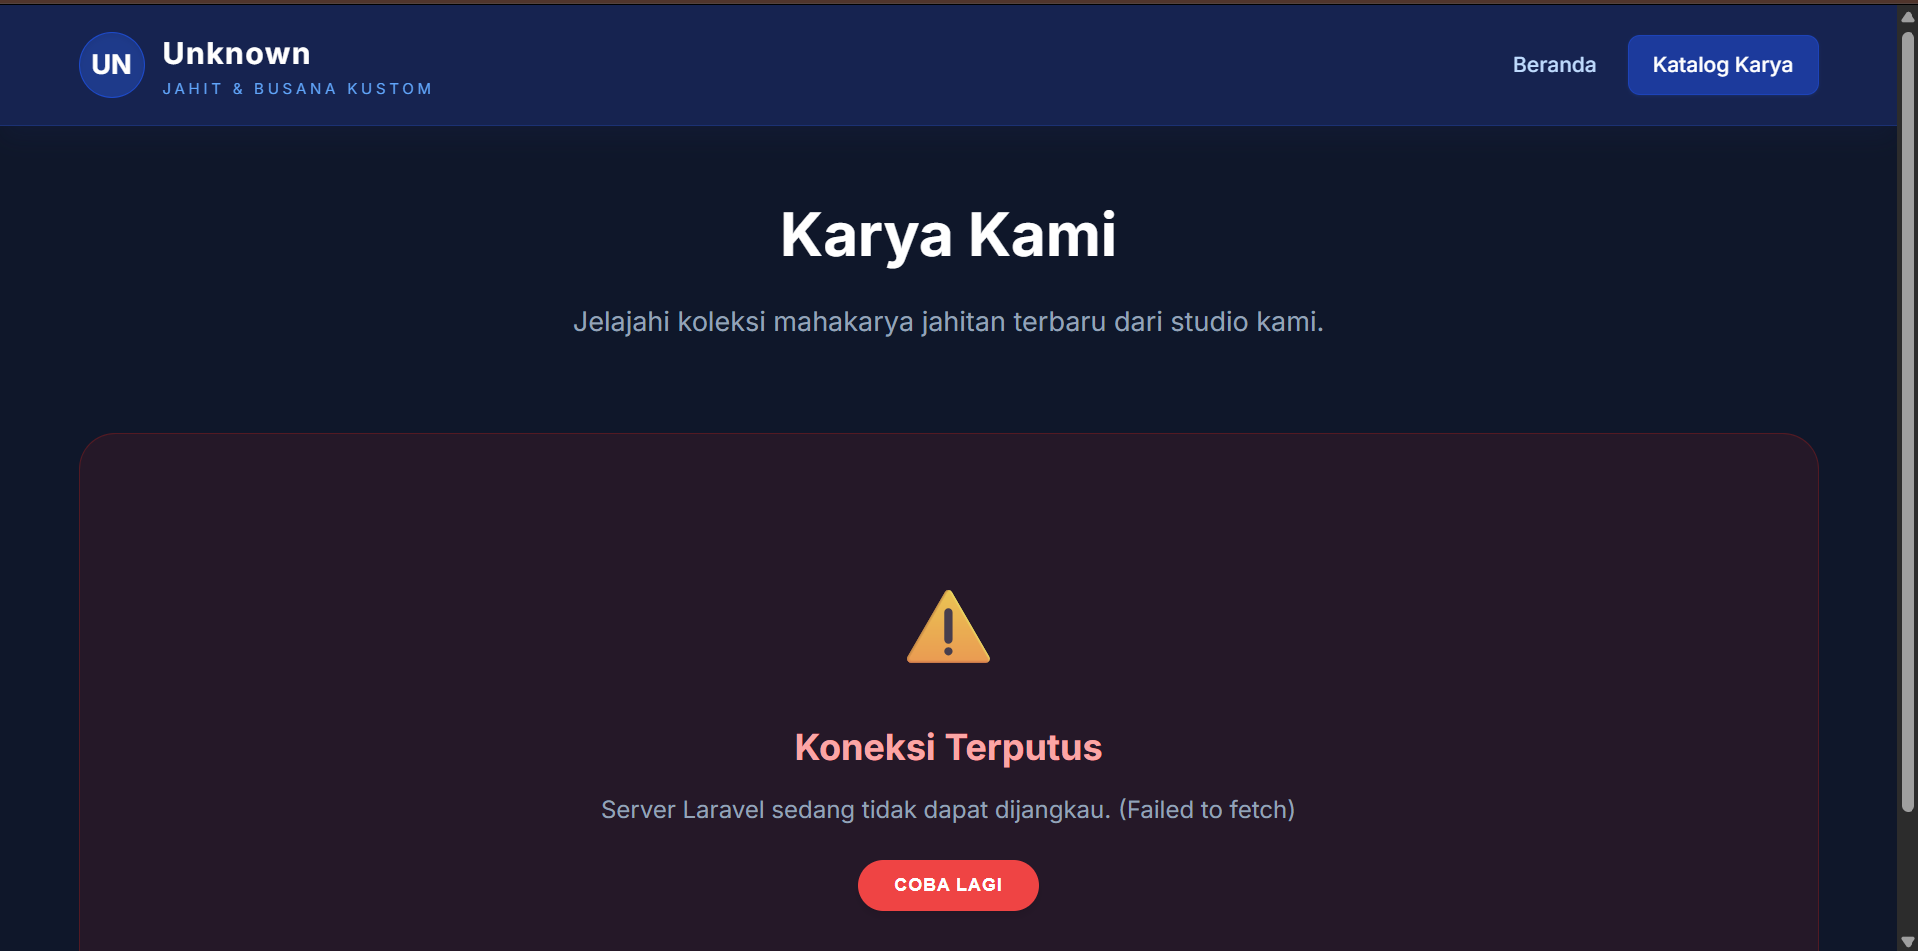 UN
Unknown
JAHIT & BUSANA KUSTOM
Beranda
Katalog Karya
Karya Kami
Jelajahi koleksi mahakarya jahitan terbaru dari studio kami.
Koneksi Terputus
Server Laravel sedang tidak dapat dijangkau. (Failed to fetch)
COBA LAGI